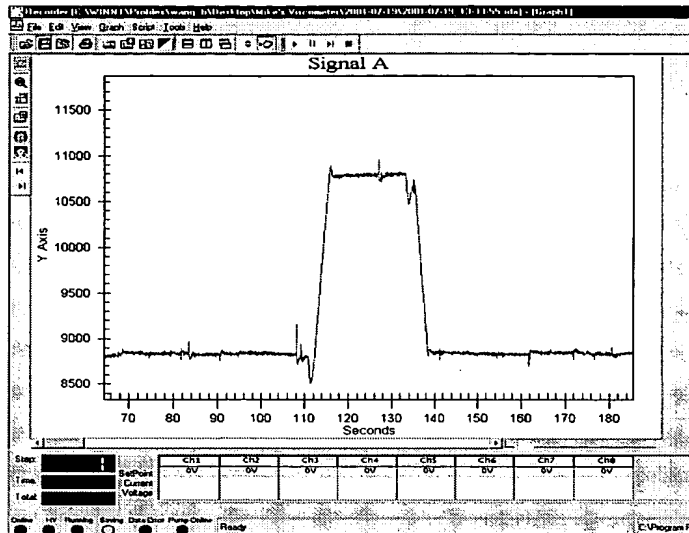 File Edit View Graph Script Tools Help
Signal A
11500
11000
10500
10000
9500
9000
8500
Y Axis
70 80 90 100 110 120 130 140 150 160 170 180
Seconds
Step:
Time:
Total:
SetPoint
Current
Voltage
Ch1 Ch2 Ch3 Ch4 Ch5 Ch6 Ch7 Ch8
0V 0V 0V 0V 0V 0V 0V 0V
Online HV Running Saving Data Error Pump Online
Ready